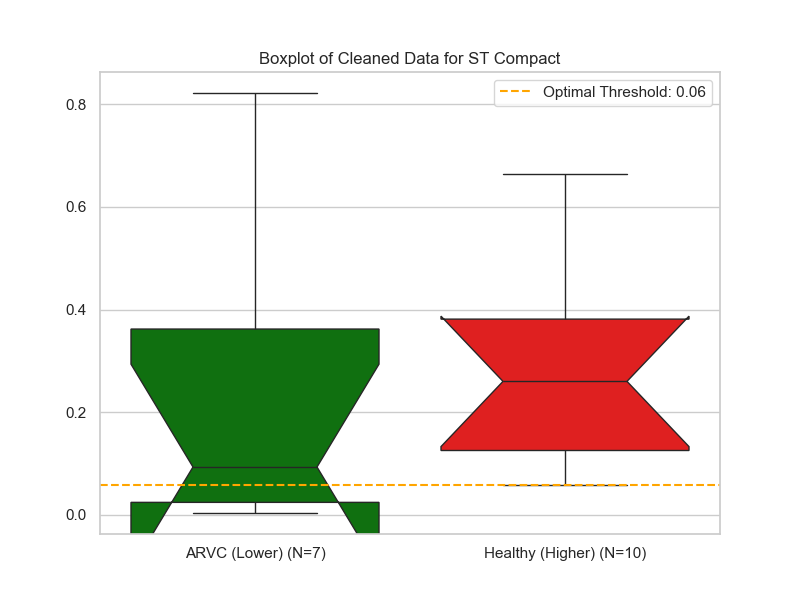 Boxplot of Cleaned Data for ST Compact
Optimal Threshold: 0.06
0.8
0.6
0.4
0.2
0.0
ARVC (Lower) (N=7)
Healthy (Higher) (N=10)